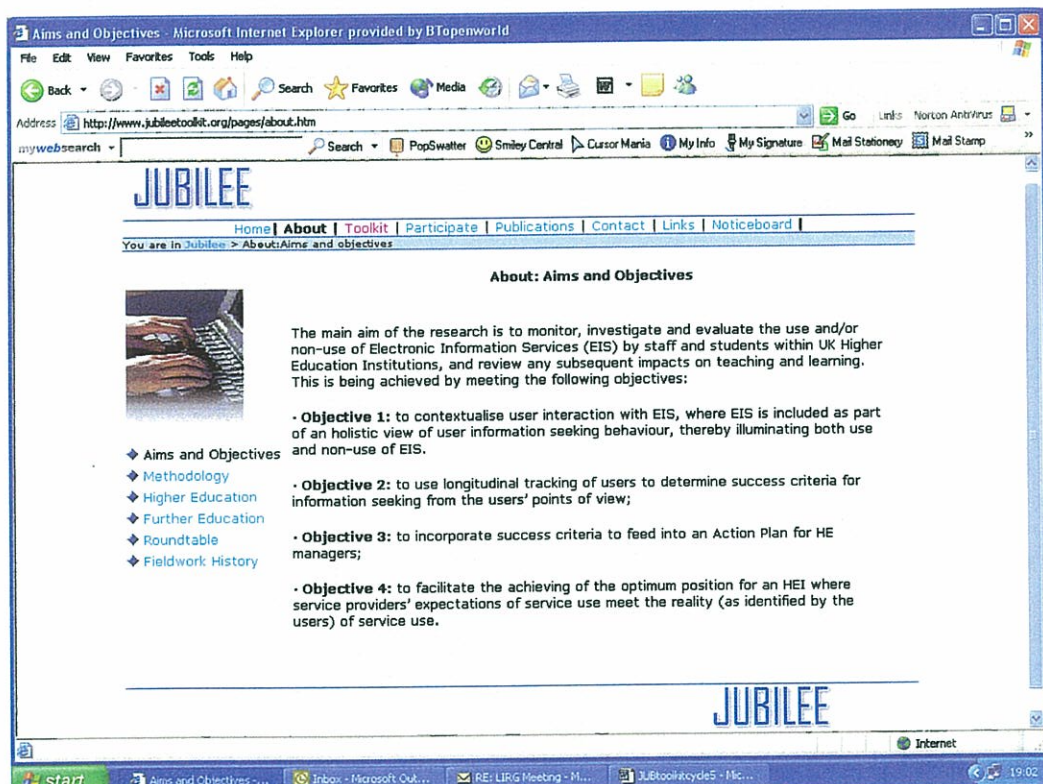 Aims and Objectives - Microsoft Internet Explorer provided by BTopenworld
File Edit View Favorites Tools Help
Back Search Favorites Media
Address http://www.jubileetoolkit.org/pages/about.htm Go Links Norton AntiVirus
mywebsearch Search PopSwatter Smiley Central Cursor Mania My Info My Signature Mail Stationery Mail Stamp »
JUBILEE
Home | About | Toolkit | Participate | Publications | Contact | Links | Noticeboard |
You are in Jubilee > About:Aims and objectives
About: Aims and Objectives
The main aim of the research is to monitor, investigate and evaluate the use and/or
non-use of Electronic Information Services (EIS) by staff and students within UK Higher
Education Institutions, and review any subsequent impacts on teaching and learning.
This is being achieved by meeting the following objectives:
· Objective 1: to contextualise user interaction with EIS, where EIS is included as part
of an holistic view of user information seeking behaviour, thereby illuminating both use
and non-use of EIS.
· Objective 2: to use longitudinal tracking of users to determine success criteria for
information seeking from the users' points of view;
· Objective 3: to incorporate success criteria to feed into an Action Plan for HE
managers;
· Objective 4: to facilitate the achieving of the optimum position for an HEI where
service providers' expectations of service use meet the reality (as identified by the
users) of service use.
Aims and Objectives
Methodology
Higher Education
Further Education
Roundtable
Fieldwork History
JUBILEE
Internet
start Aims and Objectives -... Inbox - Microsoft Out... RE: LIRG Meeting - M... JUBtoolkitcycle5 - Mic... 19:02